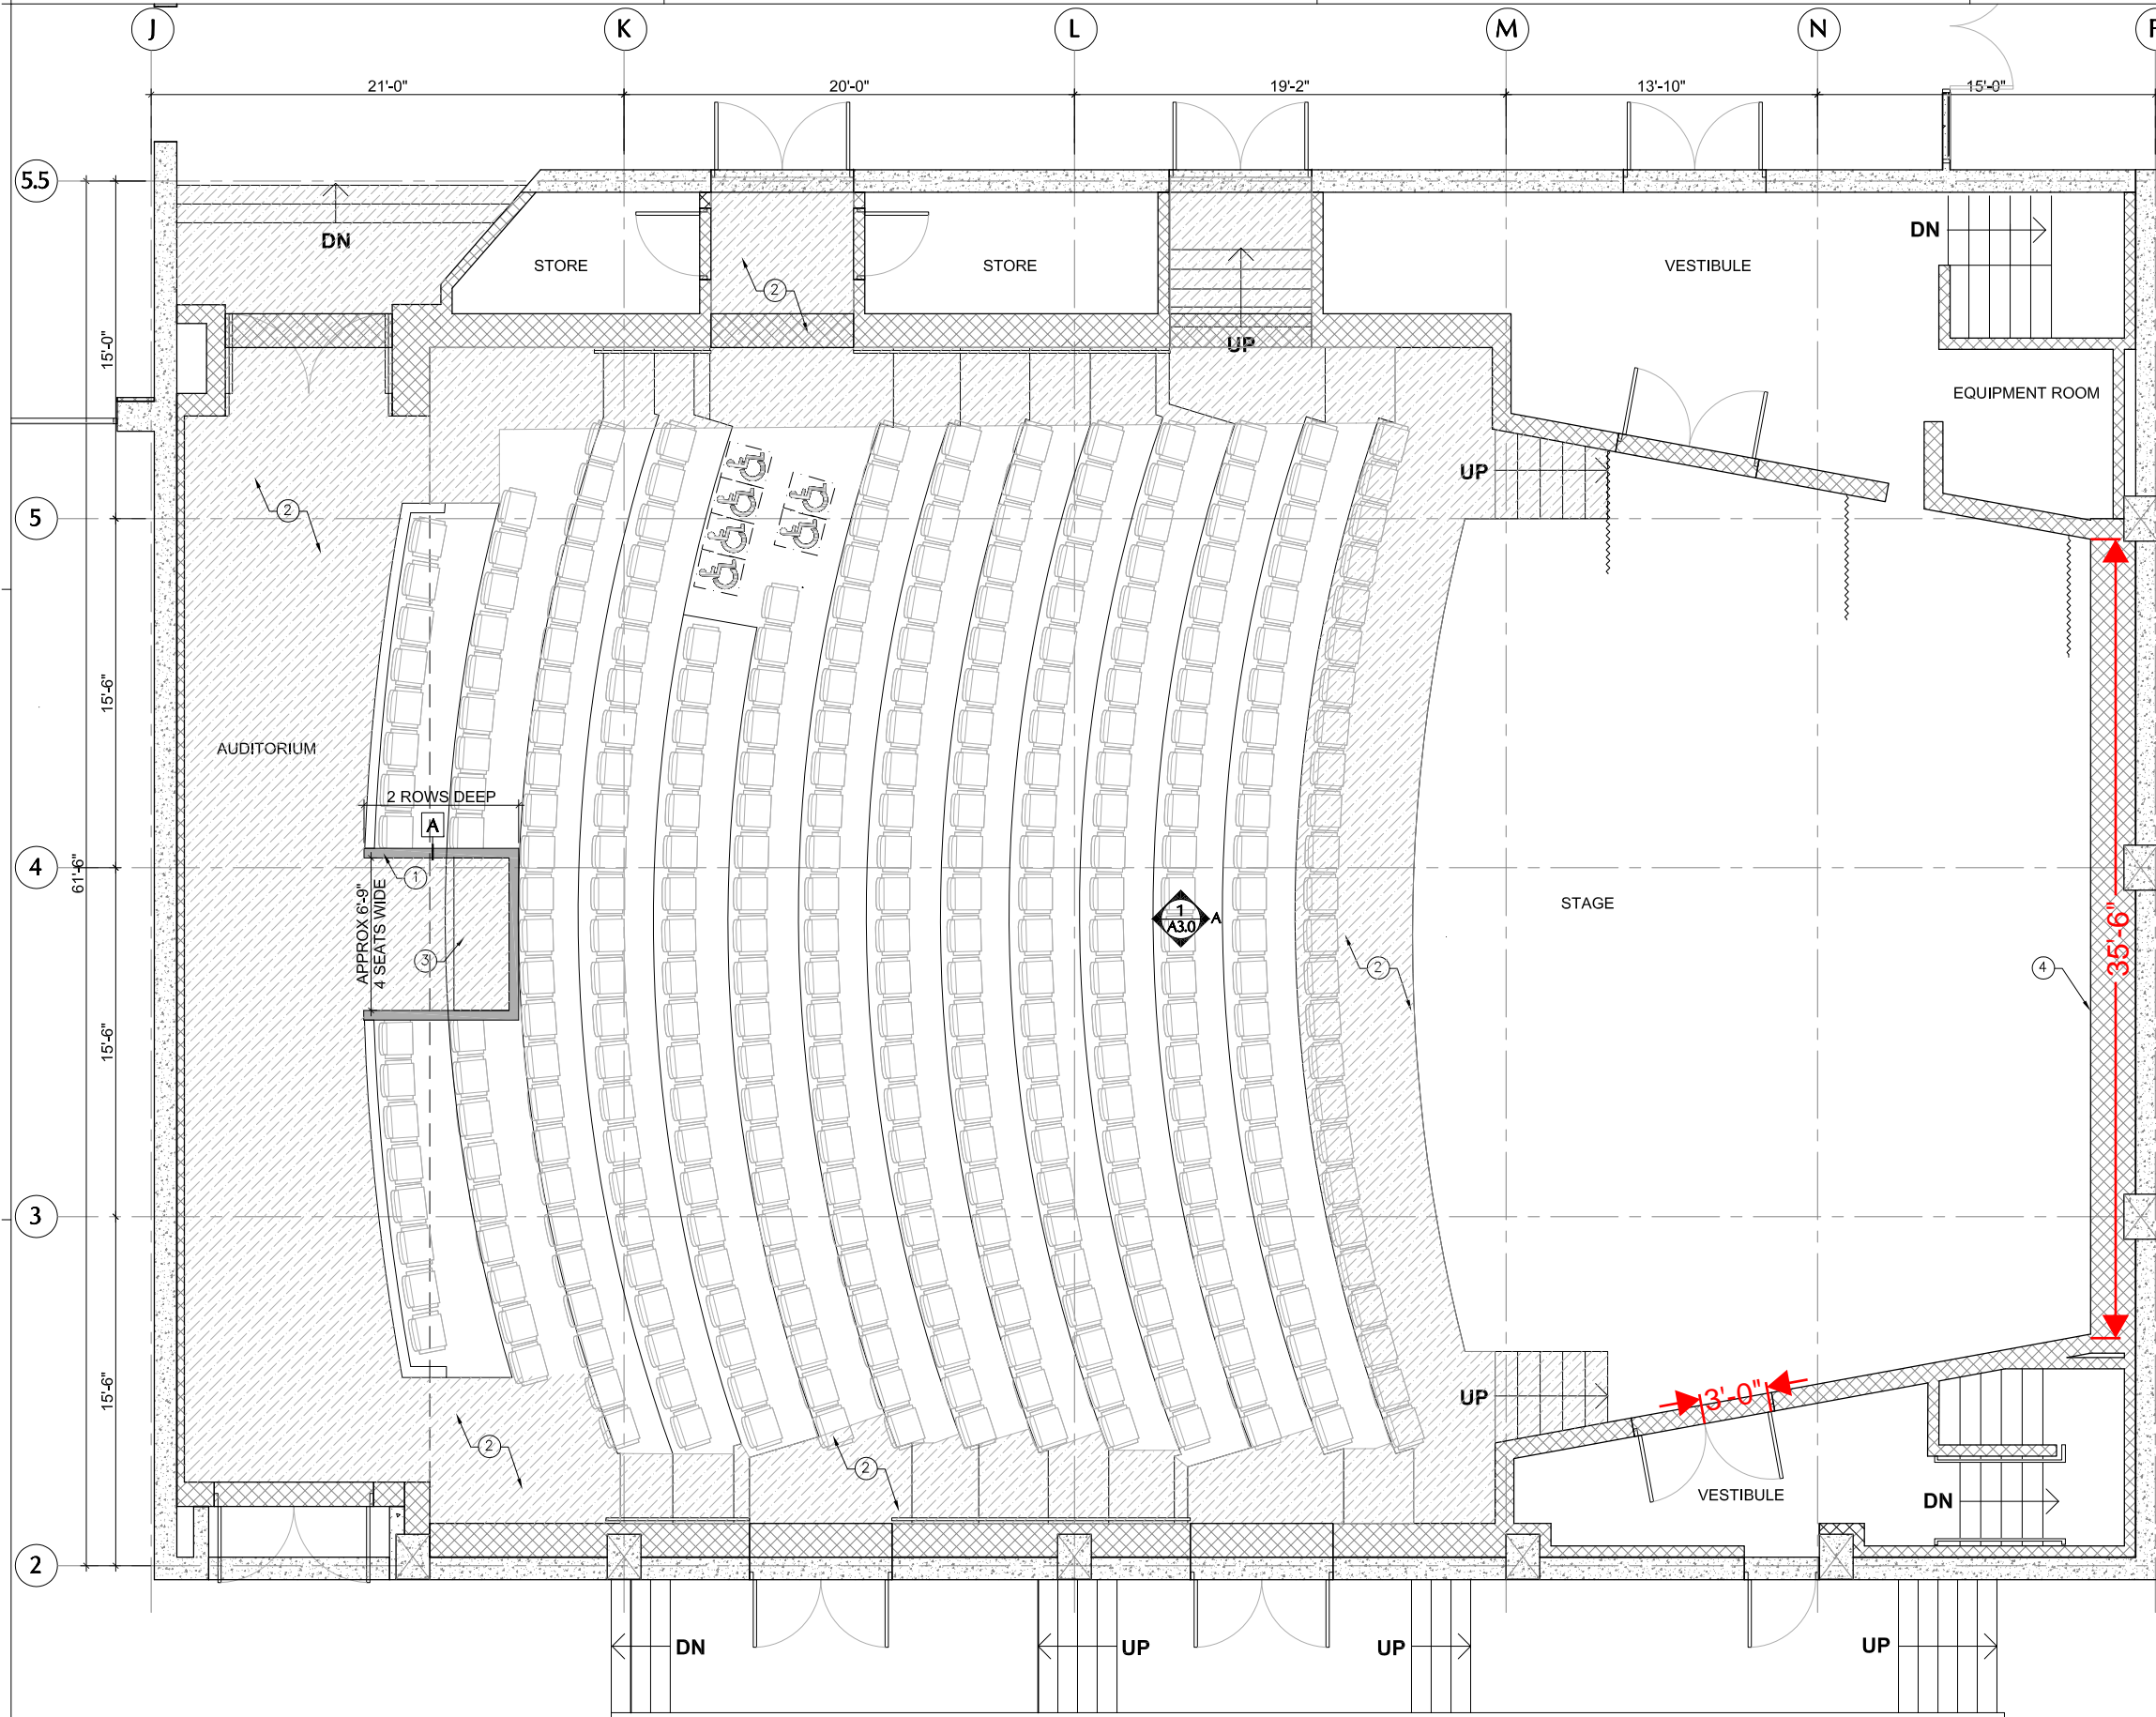 J K L M N
21'-0" 20'-0" 19'-2" 13'-10" 15'-0"
5.5
DN
STORE
STORE
VESTIBULE
DN
2
UP
15'-0"
EQUIPMENT ROOM
UP
5
2
15'-6"
AUDITORIUM
2 ROWS DEEP
A
4
61'-6"
1
APPROX 6'-9"
4 SEATS WIDE
3
1
A3.0
A
STAGE
2
4
35'-6"
15'-6"
3
15'-6"
UP
3'-0"
2
2
VESTIBULE
DN
2
DN
UP
UP
UP